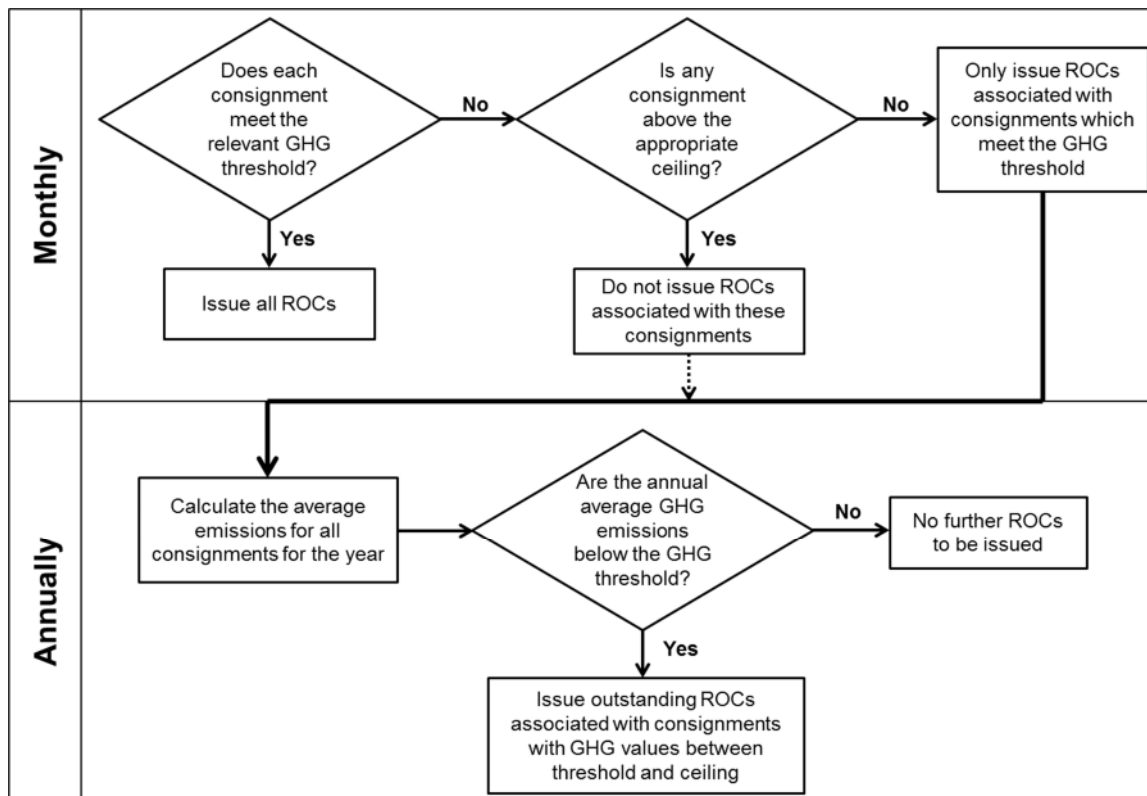 Monthly
Does each
consignment
meet the
relevant GHG
threshold?
No
Is any
consignment
above the
appropriate
ceiling?
No
Only issue ROCs
associated with
consignments which
meet the GHG
threshold
Yes
Issue all ROCs
Yes
Do not issue ROCs
associated with these
consignments
Annually
Calculate the average
emissions for all
consignments for the year
Are the annual
average GHG
emissions
below the GHG
threshold?
No
No further ROCs
to be issued
Yes
Issue outstanding ROCs
associated with consignments
with GHG values between
threshold and ceiling